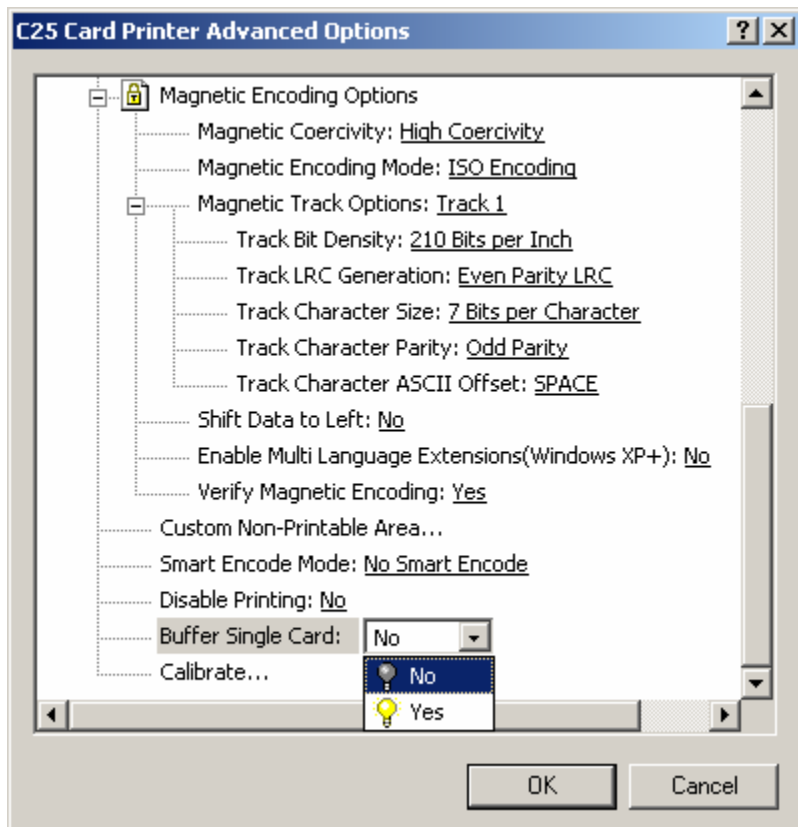 C25 Card Printer Advanced Options
Magnetic Encoding Options
Magnetic Coercivity: High Coercivity
Magnetic Encoding Mode: ISO Encoding
Magnetic Track Options: Track 1
Track Bit Density: 210 Bits per Inch
Track LRC Generation: Even Parity LRC
Track Character Size: 7 Bits per Character
Track Character Parity: Odd Parity
Track Character ASCII Offset: SPACE
Shift Data to Left: No
Enable Multi Language Extensions(Windows XP+): No
Verify Magnetic Encoding: Yes
Custom Non-Printable Area...
Smart Encode Mode: No Smart Encode
Disable Printing: No
Buffer Single Card: No
Calibrate...
No
Yes
OK Cancel